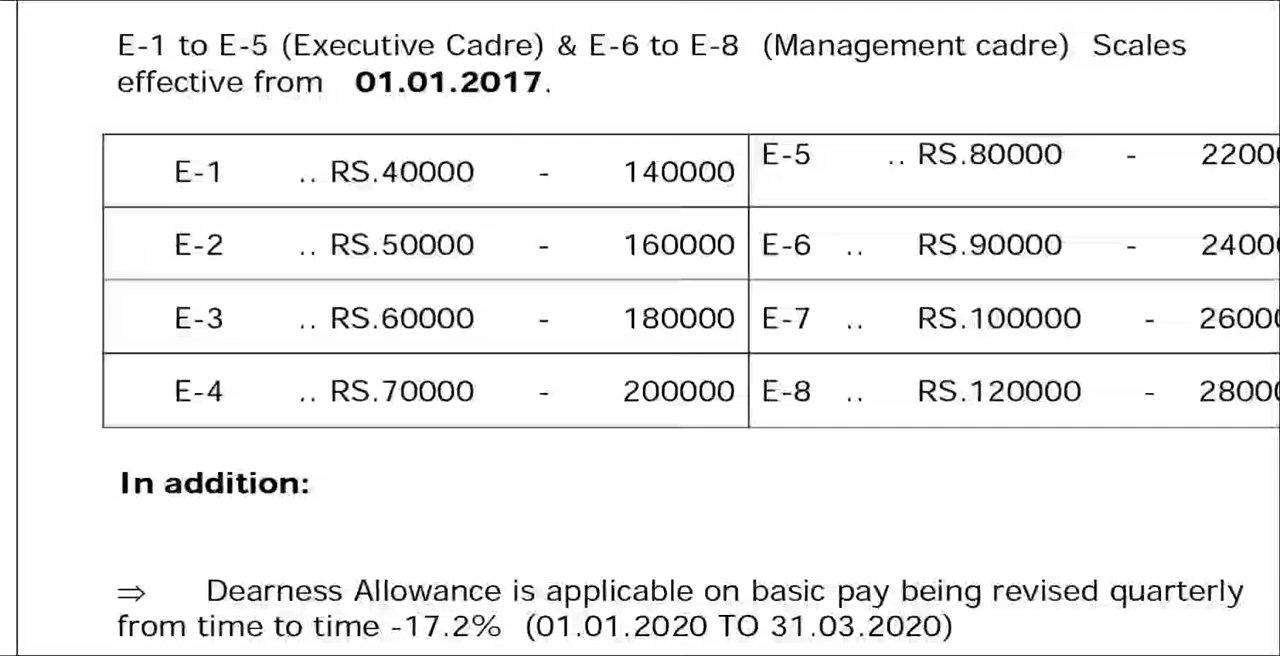 E-1 to E-5 (Executive Cadre) & E-6 to E-8 (Management cadre) Scales
effective from 01.01.2017.
E-1 .. RS.40000 - 140000 E-5 .. RS.80000 -
E-2 .. RS.50000 - 160000 E-6 .. RS.90000 -
E-3 .. RS.60000 - 180000 E-7 .. RS.100000 -
E-4 .. RS.70000 - 200000 E-8 .. RS.120000 -
In addition:
⇒ Dearness Allowance is applicable on basic pay being revised quarterly
from time to time -17.2% (01.01.2020 TO 31.03.2020)